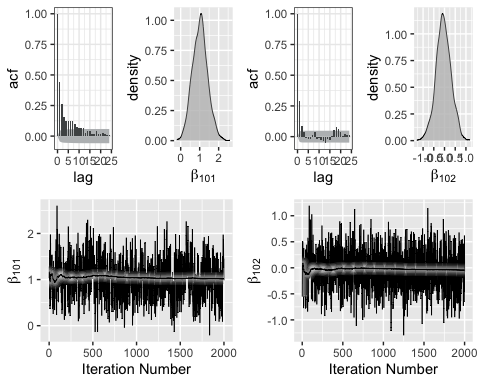 acf
1.00
0.75
0.50
0.25
0.00
0 5 10 15 20 25
lag
density
1.00
0.75
0.50
0.25
0.00
0 1 2
β101
acf
1.00
0.75
0.50
0.25
0.00
0 5 10 15 20 25
lag
density
1.00
0.75
0.50
0.25
0.00
-1.0 -0.5 0.0 0.5 1.0
β102
β101
2
1
0
0 500 1000 1500 2000
Iteration Number
β102
1.0
0.5
0.0
-0.5
-1.0
0 500 1000 1500 2000
Iteration Number